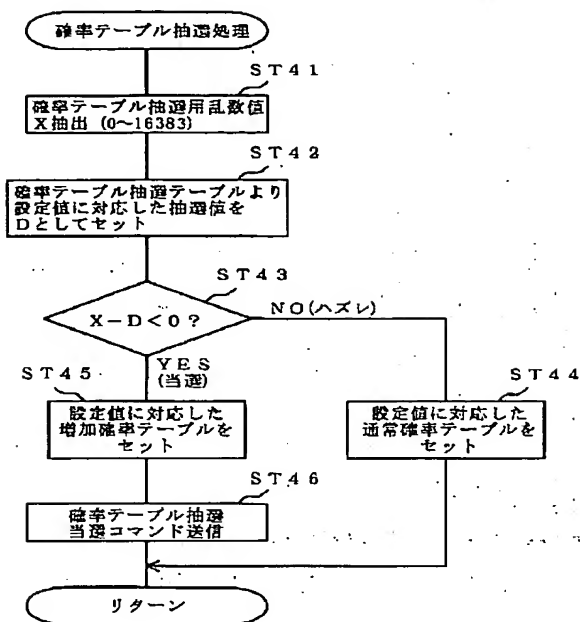 確率テーブル抽選処理
ST41
確率テーブル抽選用乱数値
X抽出 (0~16383)
ST42
確率テーブル抽選テーブルより
設定値に対応した抽選値を
Dとしてセット
ST43
X-D<0?
NO(ハズレ)
YES
(当選)
ST45
設定値に対応した
増加確率テーブルを
セット
ST44
設定値に対応した
通常確率テーブルを
セット
ST46
確率テーブル抽選
当選コマンド送信
リターン